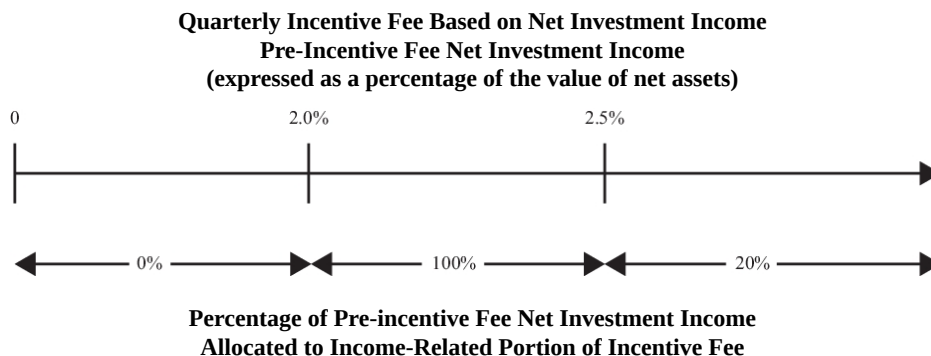 Quarterly Incentive Fee Based on Net Investment Income
Pre-Incentive Fee Net Investment Income
(expressed as a percentage of the value of net assets)
0 2.0% 2.5%
0% 100% 20%
Percentage of Pre-incentive Fee Net Investment Income
Allocated to Income-Related Portion of Incentive Fee